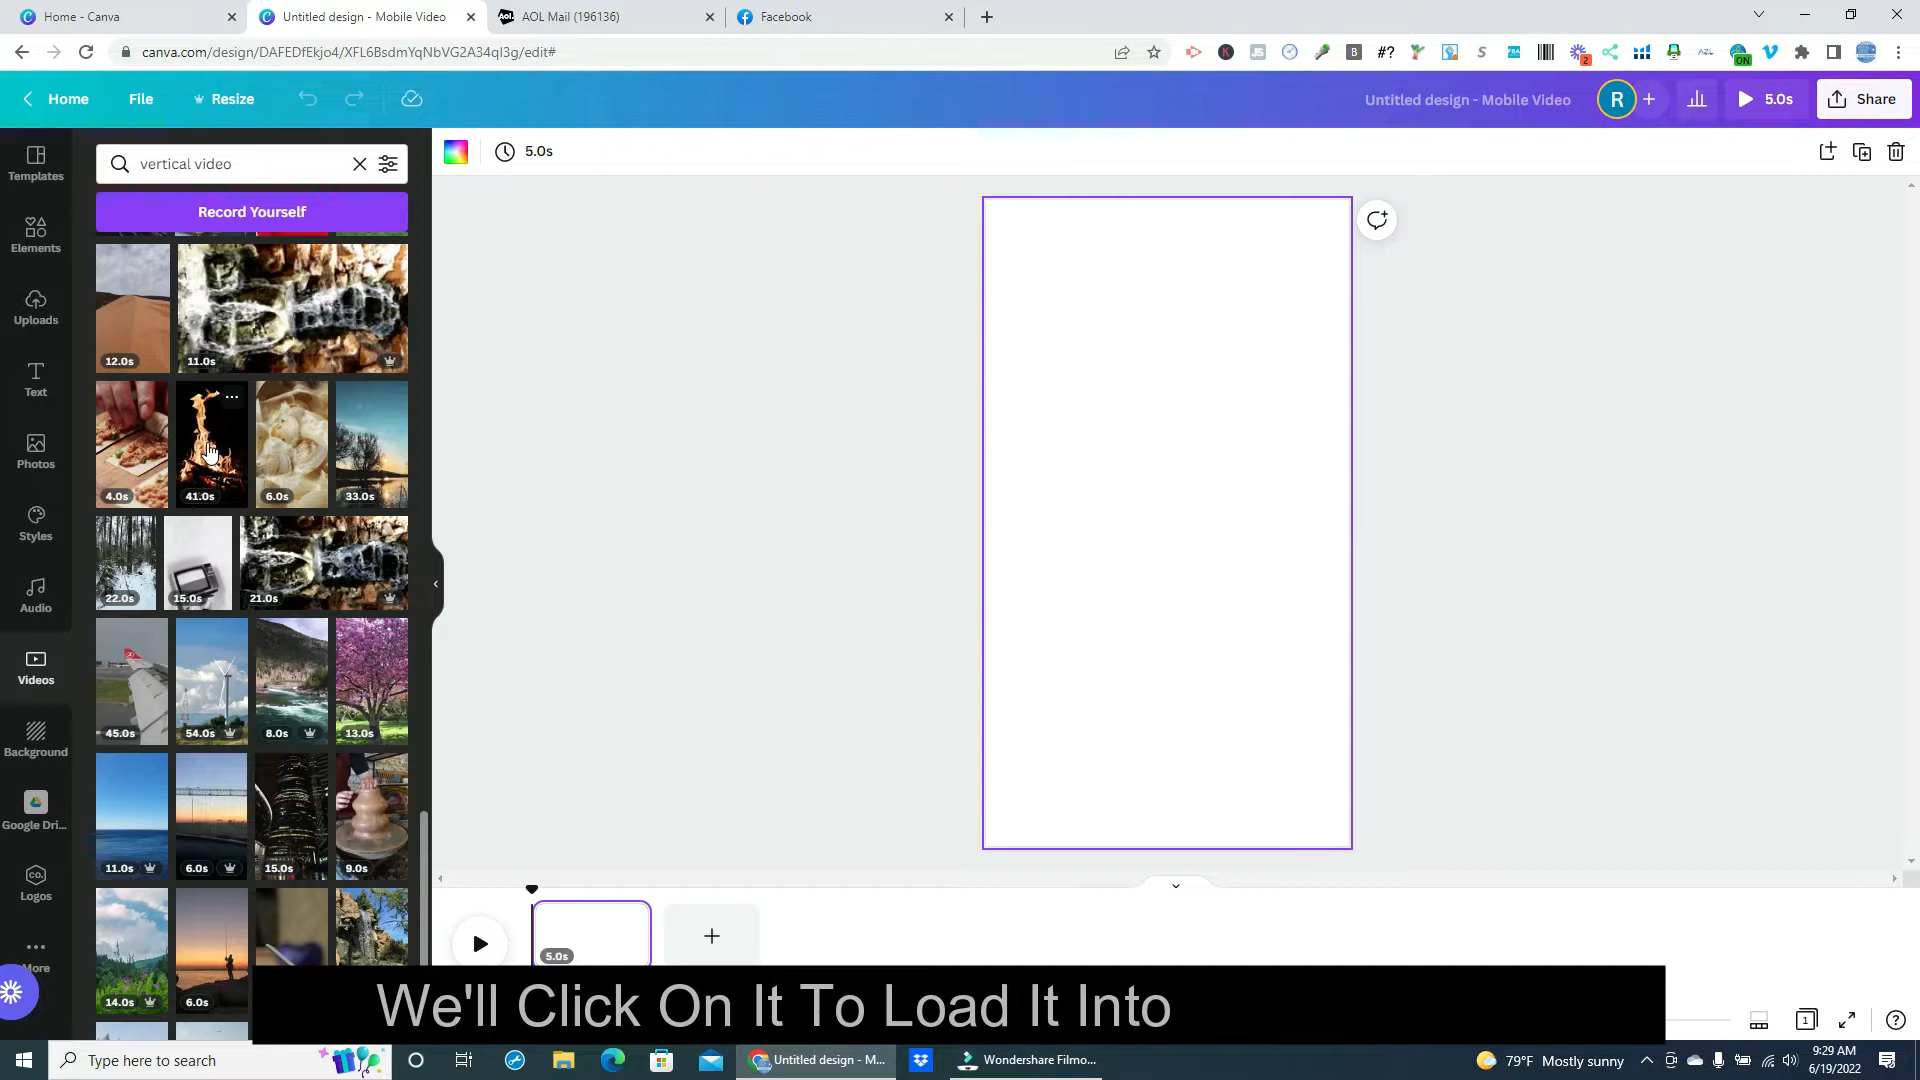 Home - Canva
Untitled design - Mobile Video
AOL Mail (196136)
Facebook
canva.com/design/DAFEDfEkjo4/XFL6BsdmYqNbVG2A34qI3g/edit#
Home
File
Resize
Untitled design - Mobile Video
R
5.0s
Share
Templates
Elements
Uploads
Text
Photos
Styles
Audio
Videos
Background
Google Dri...
Logos
More
vertical video
Record Yourself
5.0s
12.0s
11.0s
4.0s
41.0s
6.0s
33.0s
22.0s
15.0s
21.0s
45.0s
54.0s
8.0s
13.0s
11.0s
6.0s
15.0s
9.0s
14.0s
6.0s
5.0s
We'll Click On It To Load It Into
1
Type here to search
Untitled design - M...
Wondershare Filmo...
79°F Mostly sunny
9:29 AM
6/19/2022